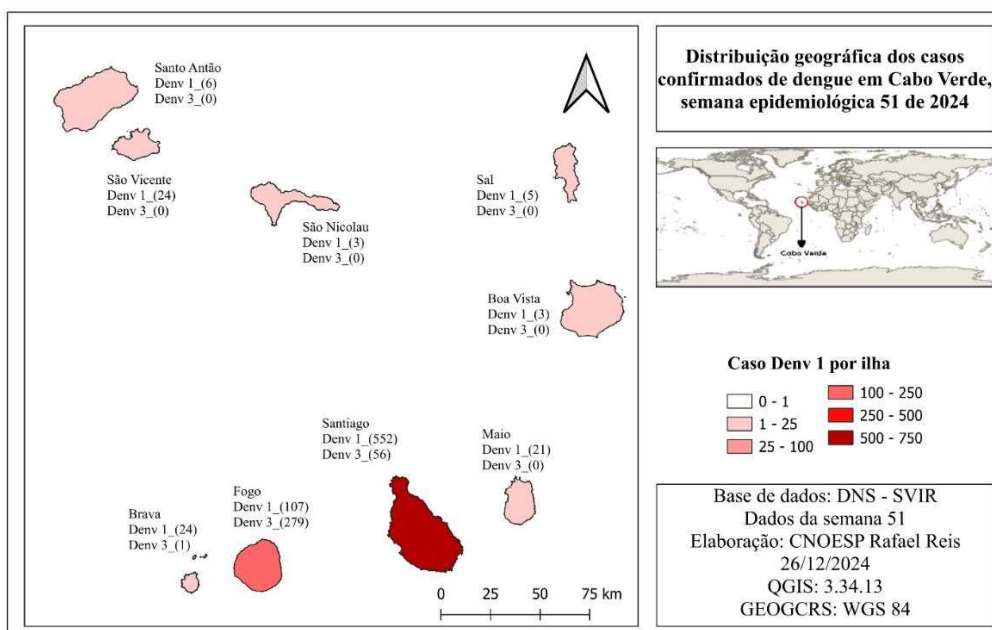 Santo Antão
Denv 1_(6)
Denv 3_(0)
São Vicente
Denv 1_(24)
Denv 3_(0)
São Nicolau
Denv 1_(3)
Denv 3_(0)
Sal
Denv 1_(5)
Denv 3_(0)
Boa Vista
Denv 1_(3)
Denv 3_(0)
Santiago
Denv 1_(552)
Denv 3_(56)
Maio
Denv 1_(21)
Denv 3_(0)
Fogo
Denv 1_(107)
Denv 3_(279)
Brava
Denv 1_(24)
Denv 3_(1)
0 25 50 75 km
Distribuição geográfica dos casos
confirmados de dengue em Cabo Verde,
semana epidemiológica 51 de 2024
Cabo Verde
Caso Denv 1 por ilha
0 - 1
1 - 25
25 - 100
100 - 250
250 - 500
500 - 750
Base de dados: DNS - SVIR
Dados da semana 51
Elaboração: CNOESP Rafael Reis
26/12/2024
QGIS: 3.34.13
GEOGCRS: WGS 84